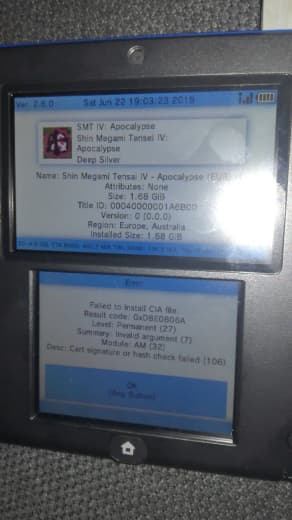 Ver. 2.6.0 Sat Jun 22 19:03:23 2019
SMT IV: Apocalypse
Shin Megami Tensei IV:
Apocalypse
Deep Silver
Name: Shin Megami Tensei IV - Apocalypse (EUR)
Attributes: None
Size: 1.68 GiB
Title ID: 00040000001A6B00
Version: 0 (0.0.0)
Region: Europe, Australia
Installed Size: 1.68 GiB
Error
Failed to install CIA file.
Result code: 0xD8E0806A
Level: Permanent (27)
Summary: Invalid argument (7)
Module: AM (32)
Desc: Cert signature or hash check failed (106)
OK
(Any Button)